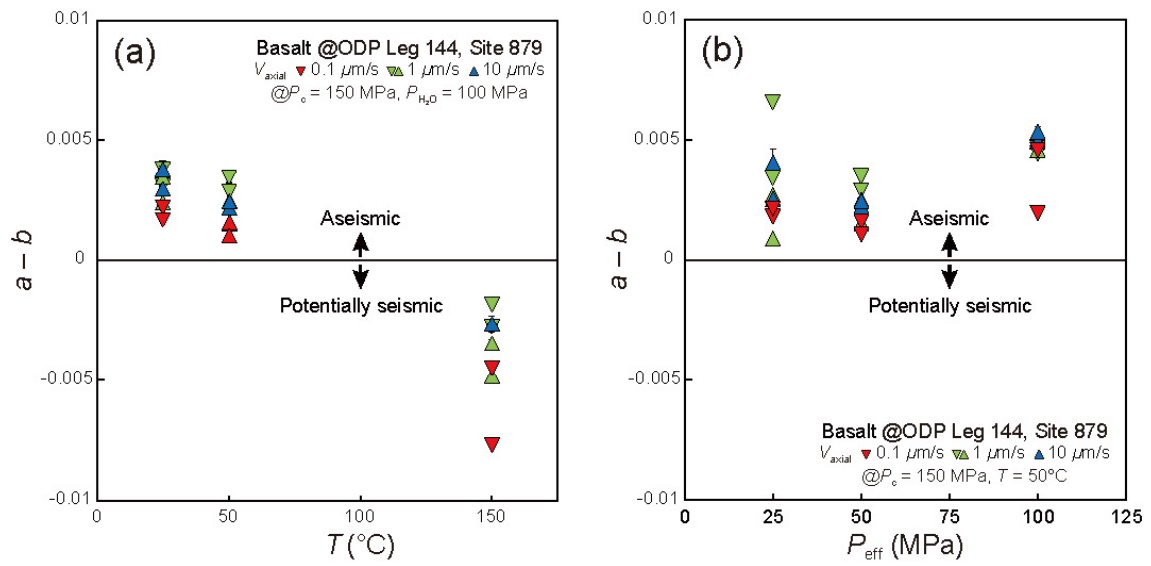 (a)
Basalt @ODP Leg 144, Site 879
Vaxial ▼ 0.1 μm/s ▼▲ 1 μm/s ▲ 10 μm/s
@Pc = 150 MPa, PH₂O = 100 MPa
0.01
0.005
0
-0.005
-0.01
a – b
Aseismic
Potentially seismic
0 50 100 150
T (°C)
(b)
0.01
0.005
0
-0.005
-0.01
a – b
Aseismic
Potentially seismic
Basalt @ODP Leg 144, Site 879
Vaxial ▼ 0.1 μm/s ▼▲ 1 μm/s ▲ 10 μm/s
@Pc = 150 MPa, T = 50°C
0 25 50 75 100 125
Peff (MPa)